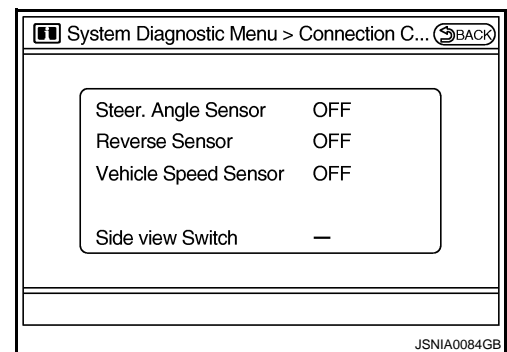 System Diagnostic Menu > Connection C... BACK
Steer. Angle Sensor OFF
Reverse Sensor OFF
Vehicle Speed Sensor OFF
Side view Switch —
JSNIA0084GB